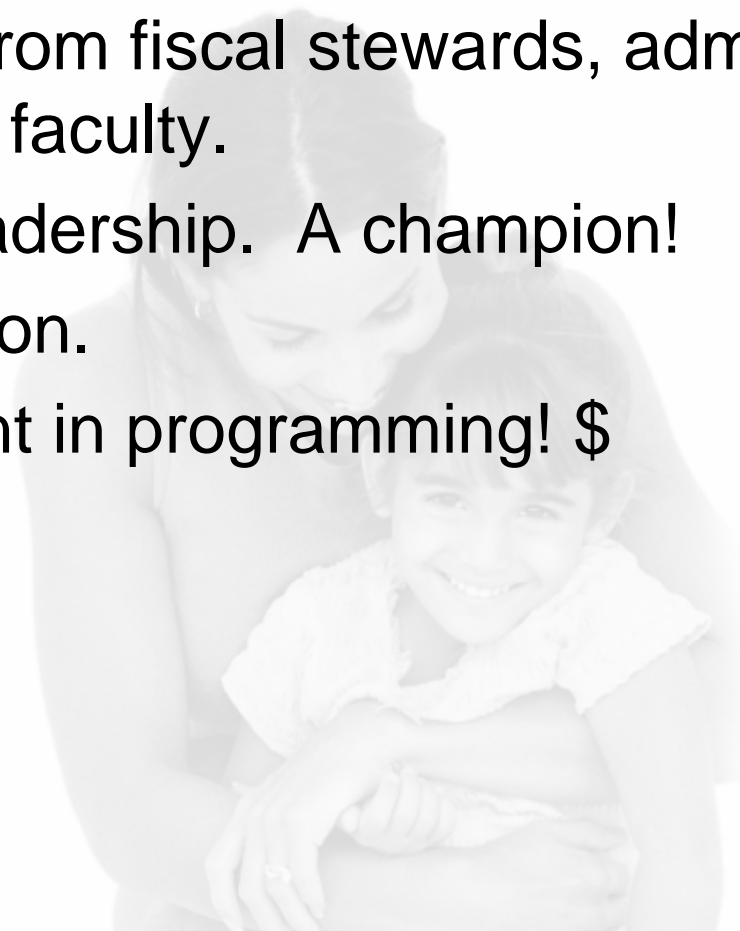 rom fiscal stewards, adm
faculty.
adership.  A champion!
on.
nt in programming! $